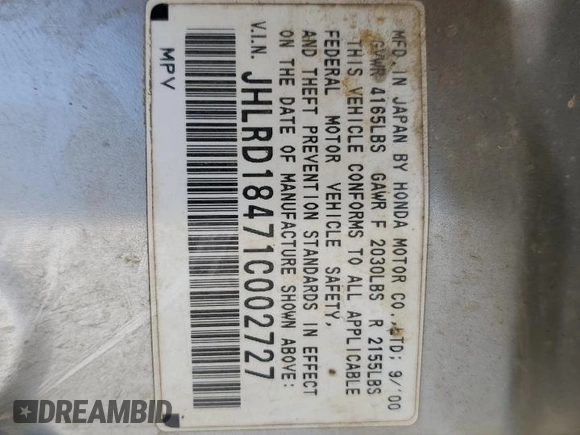 MFD. IN JAPAN BY HONDA MOTOR CO., LTD; 9/'00
GVWR 4165LBS GAWR F 2030LBS R 2155LBS
THIS VEHICLE CONFORMS TO ALL APPLICABLE
FEDERAL MOTOR VEHICLE SAFETY,
AND THEFT PREVENTION STANDARDS IN EFFECT
ON THE DATE OF MANUFACTURE SHOWN ABOVE:
V.I.N. JHLRD18471C002727
MPV
DREAMBID